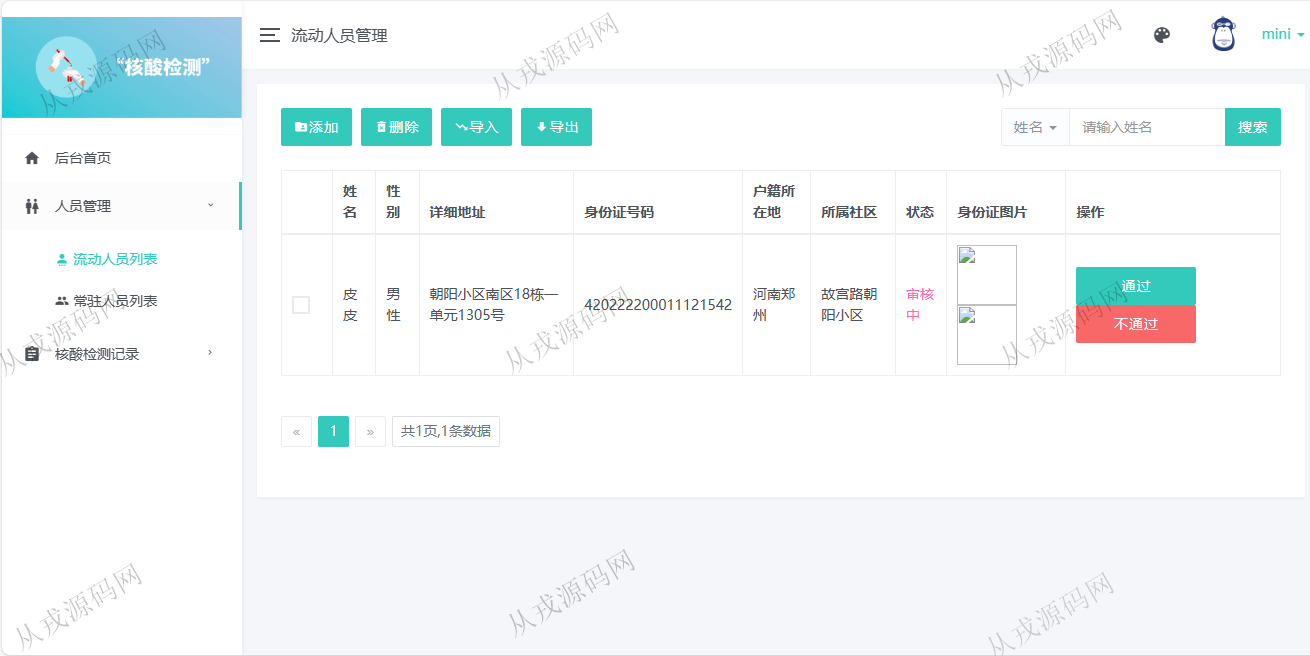 “核酸检测”
流动人员管理
mini
后台首页
人员管理
流动人员列表
常驻人员列表
核酸检测记录
添加
删除
导入
导出
姓名
请输入姓名
搜索
姓名
性别
详细地址
身份证号码
户籍所在地
所属社区
状态
身份证图片
操作
皮皮
男性
朝阳小区南区18栋一
单元1305号
420222200011121542
河南郑州
故宫路朝阳小区
审核中
通过
不通过
«
1
»
共1页,1条数据
从戎源码网
从戎源码网
从戎源码网
从戎源码网
从戎源码网
从戎源码网
从戎源码网
从戎源码网
从戎源码网